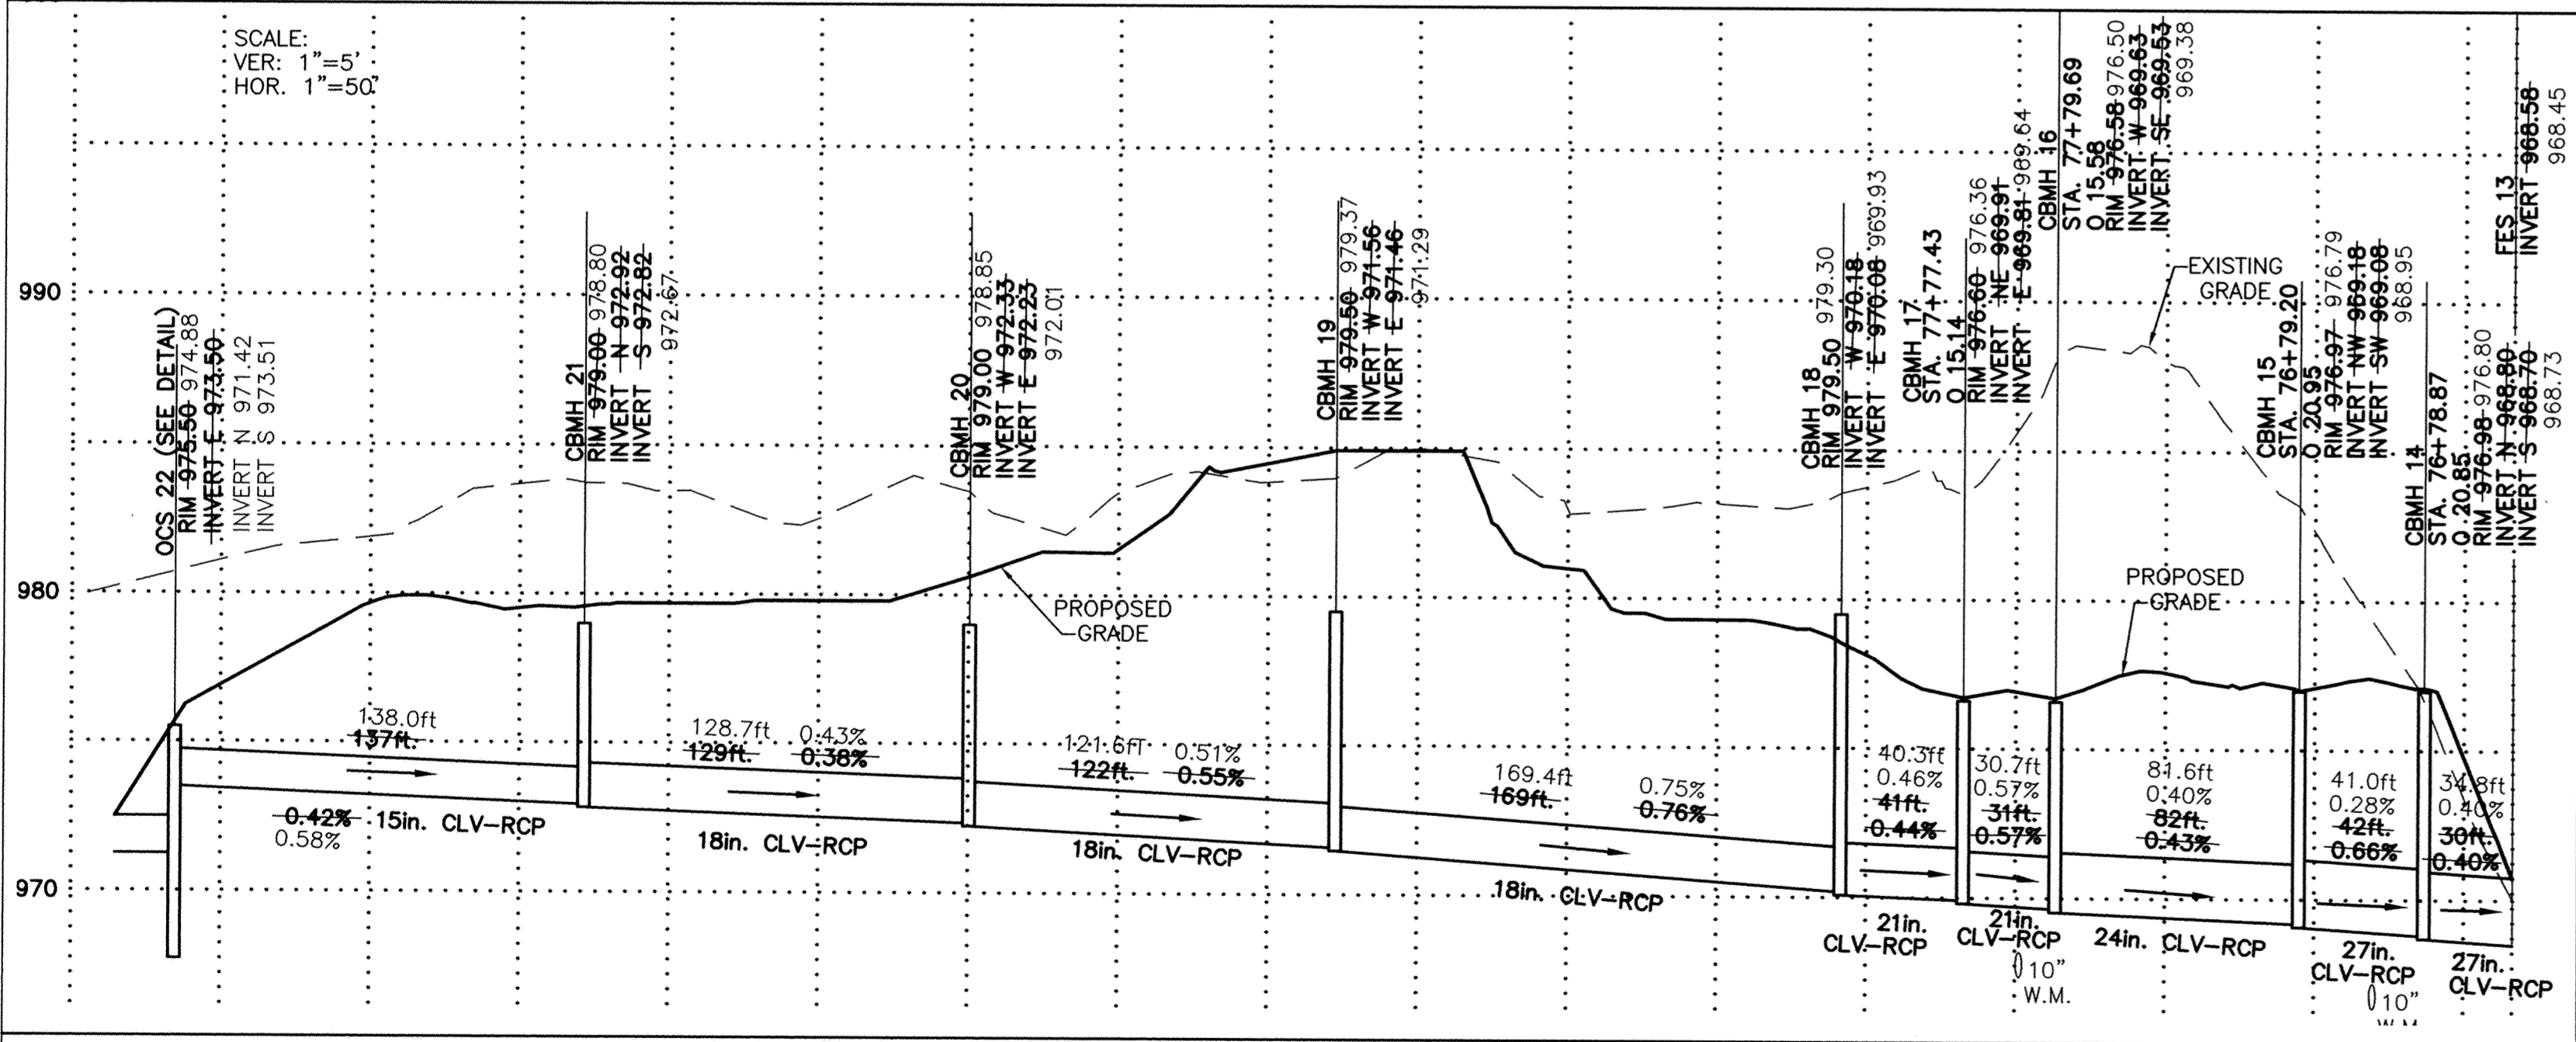 SCALE:
VER: 1"=5'
HOR. 1"=50'
990
980
970
OCS 22 (SEE DETAIL)
RIM 975.50 974.88
INVERT E 973.50
INVERT N 971.42
INVERT S 973.51
CBMH 21
RIM 979.00 978.80
INVERT N 972.92
INVERT S 972.82
972.67
CBMH 20
RIM 979.00 978.85
INVERT W 972.33
INVERT E 972.23
972.01
CBMH 19
RIM 979.50 979.37
INVERT W 971.56
INVERT E 971.46
971.29
CBMH 18
RIM 979.50 979.30
INVERT W 970.18
INVERT E 970.08 969.93
CBMH 17
STA. 77+77.43
O 15.14
RIM 976.60 976.36
INVERT NE 969.91
INVERT E 969.81 969.64
CBMH 16
STA. 77+79.69
O 15.58
RIM 976.58 976.50
INVERT W 969.63
INVERT SE 969.53
969.38
CBMH 15
STA. 76+79.20
O 20.95
RIM 976.97 976.79
INVERT NW 969.18
INVERT SW 969.08
968.95
CBMH 14
STA. 76+78.87
O 20.85
RIM 976.98 976.80
INVERT N 968.80
INVERT S 968.70
968.73
FES 13
INVERT 968.58
968.45
EXISTING
GRADE
PROPOSED
GRADE
PROPOSED
GRADE
138.0ft
137ft.
0.42% 15in. CLV-RCP
0.58%
128.7ft 0.43%
129ft. 0.38%
18in. CLV-RCP
121.6fT 0.51%
122ft. 0.55%
18in. CLV-RCP
169.4ft 0.75%
169ft. 0.76%
18in. CLV-RCP
40.3ft
0.46%
41ft.
0.44%
21in.
CLV-RCP
30.7ft
0.57%
31ft.
0.57%
21in.
CLV-RCP
10"
W.M.
81.6ft
0.40%
82ft.
0.43%
24in. CLV-RCP
41.0ft
0.28%
42ft.
0.66%
27in.
CLV-RCP
10"
W.M.
34.8ft
0.40%
30ft.
0.40%
27in.
CLV-RCP